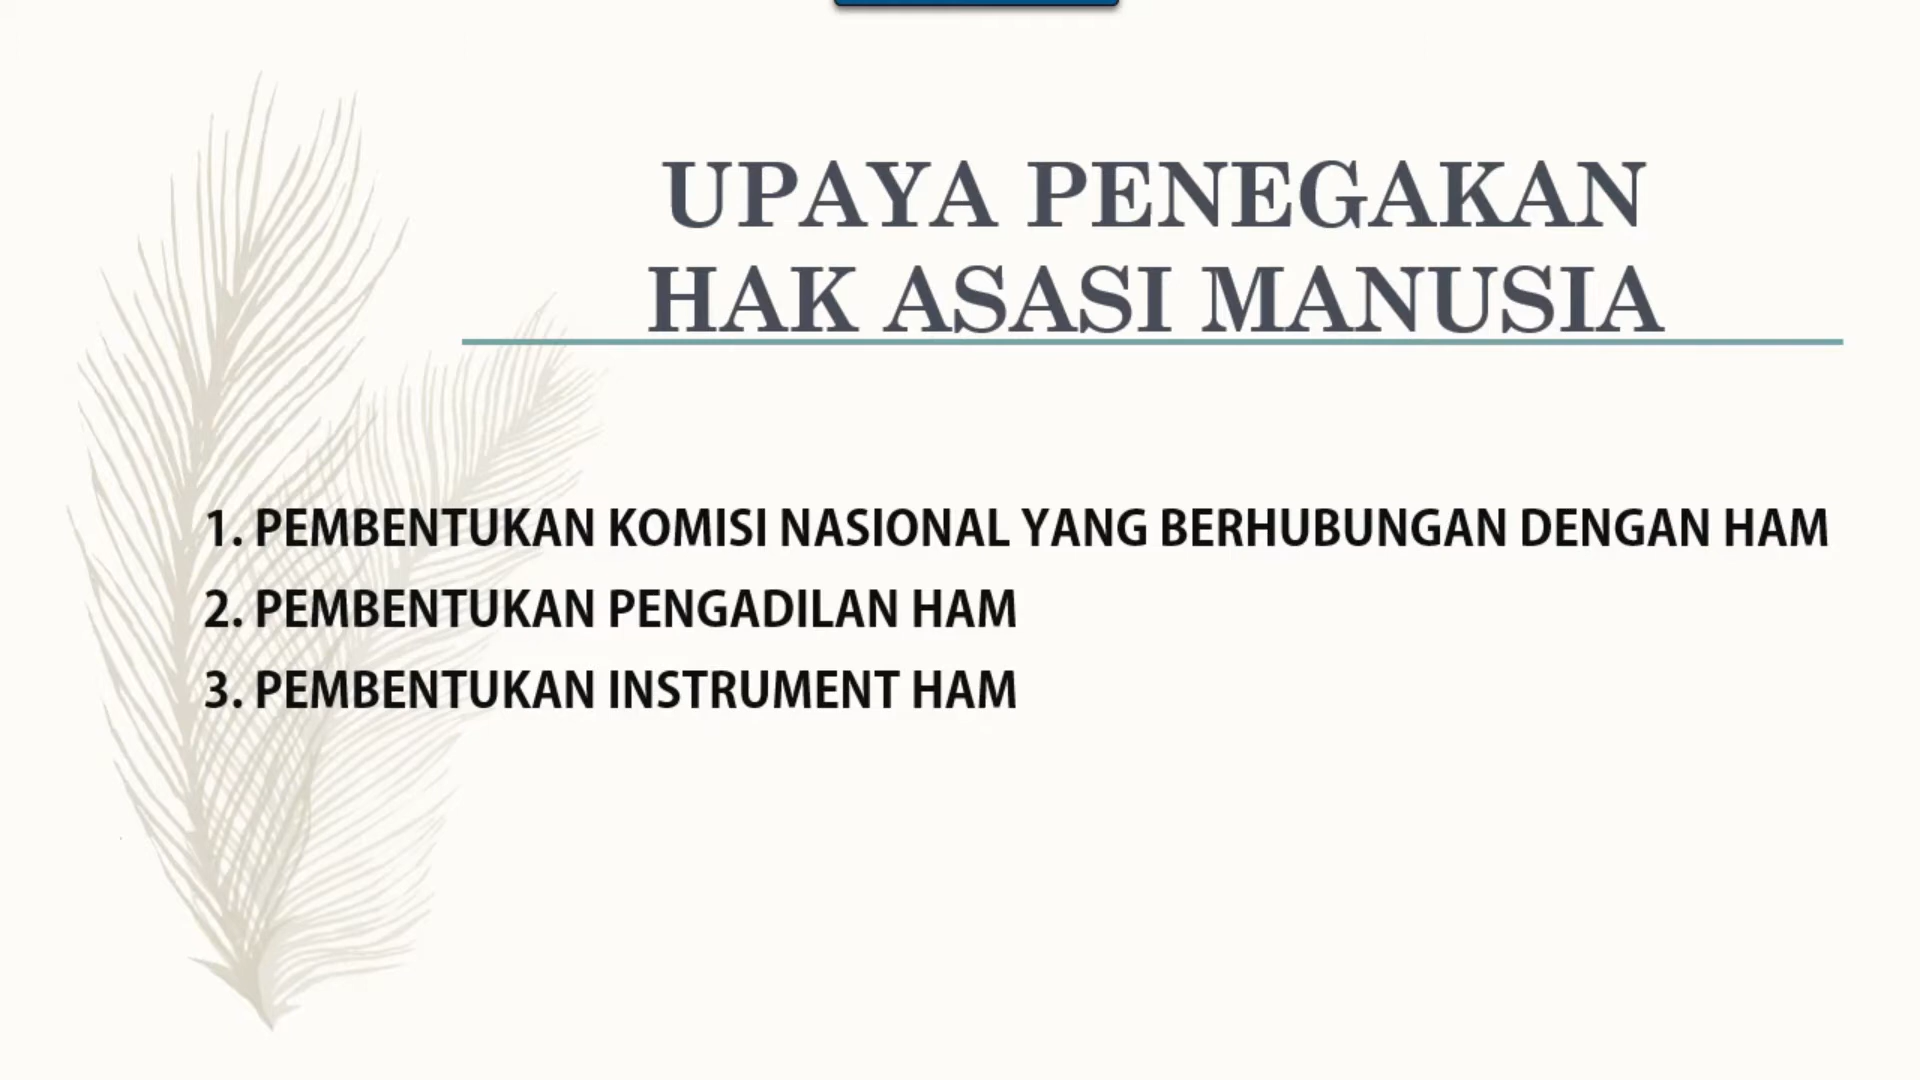 UPAYA PENEGAKAN
HAK ASASI MANUSIA
1. PEMBENTUKAN KOMISI NASIONAL YANG BERHUBUNGAN DENGAN HAM
2. PEMBENTUKAN PENGADILAN HAM
3. PEMBENTUKAN INSTRUMENT HAM